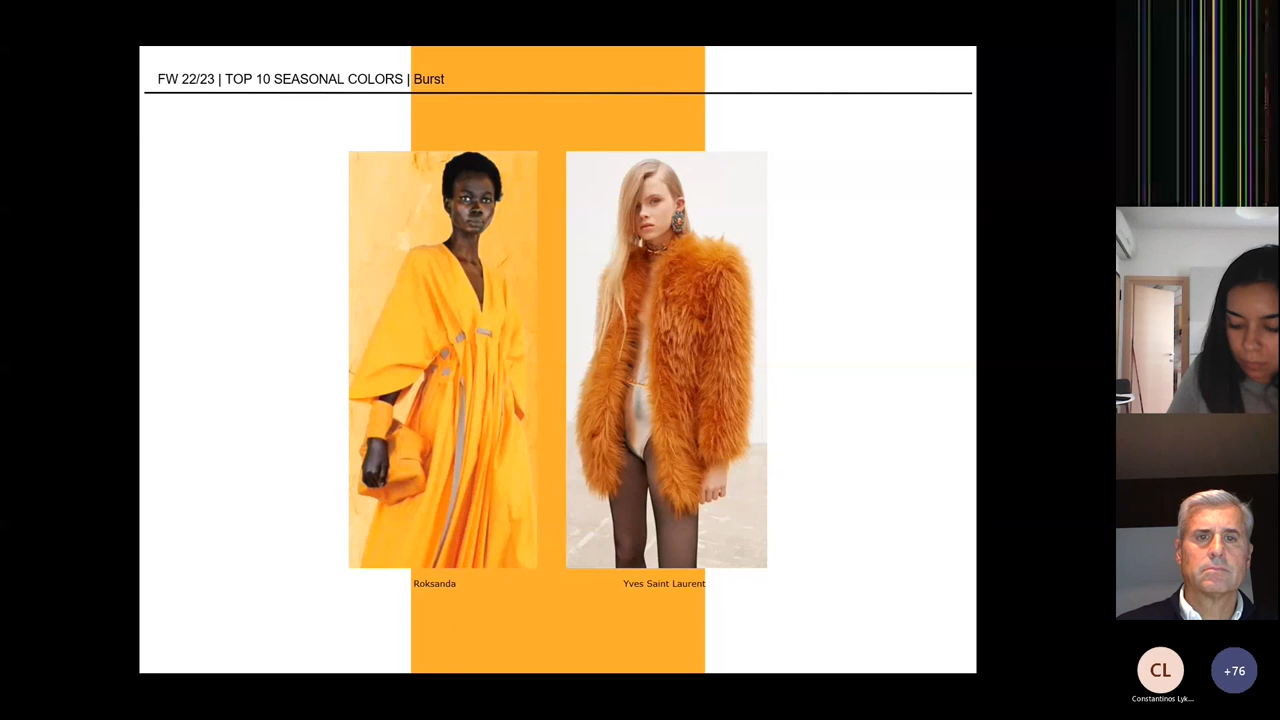 FW 22/23 | TOP 10 SEASONAL COLORS | Burst
Roksanda
Yves Saint Laurent
CL
+76
Constantinos Lyk...